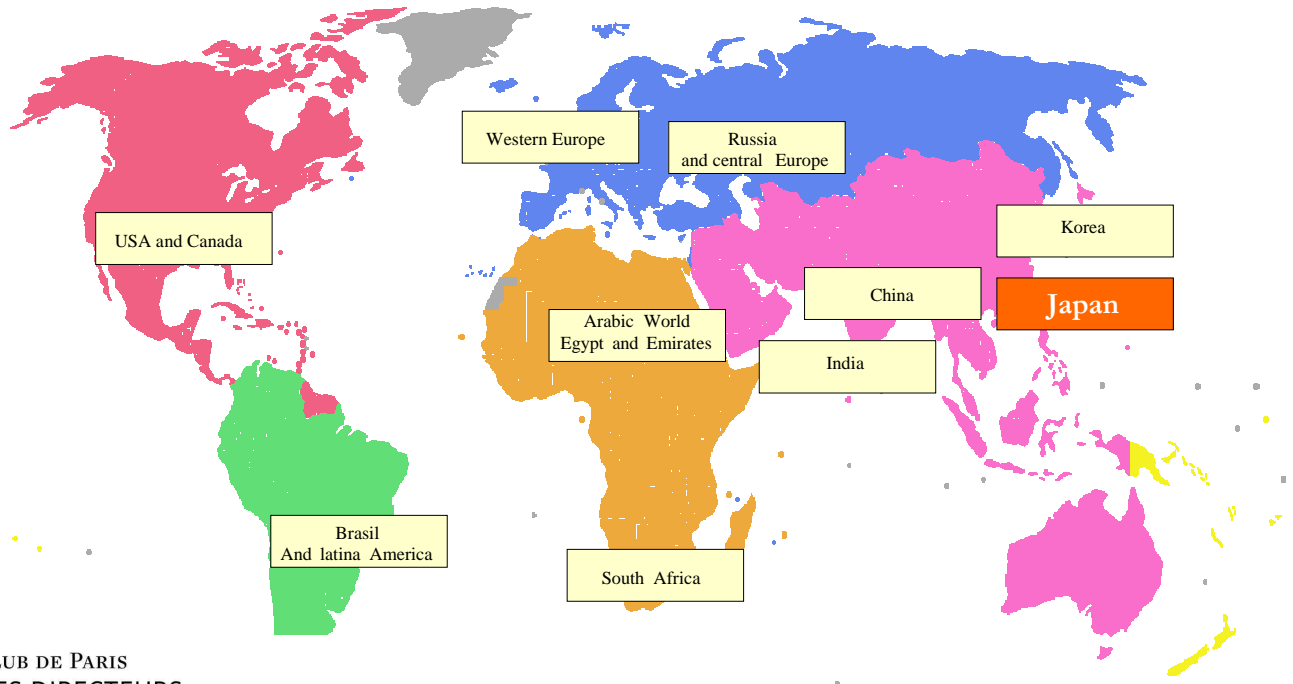 Western Europe
Russia
and central Europe
USA and Canada
Korea
China
Japan
Arabic World
Egypt and Emirates
India
Brasil
And latina America
South Africa
DE PARIS